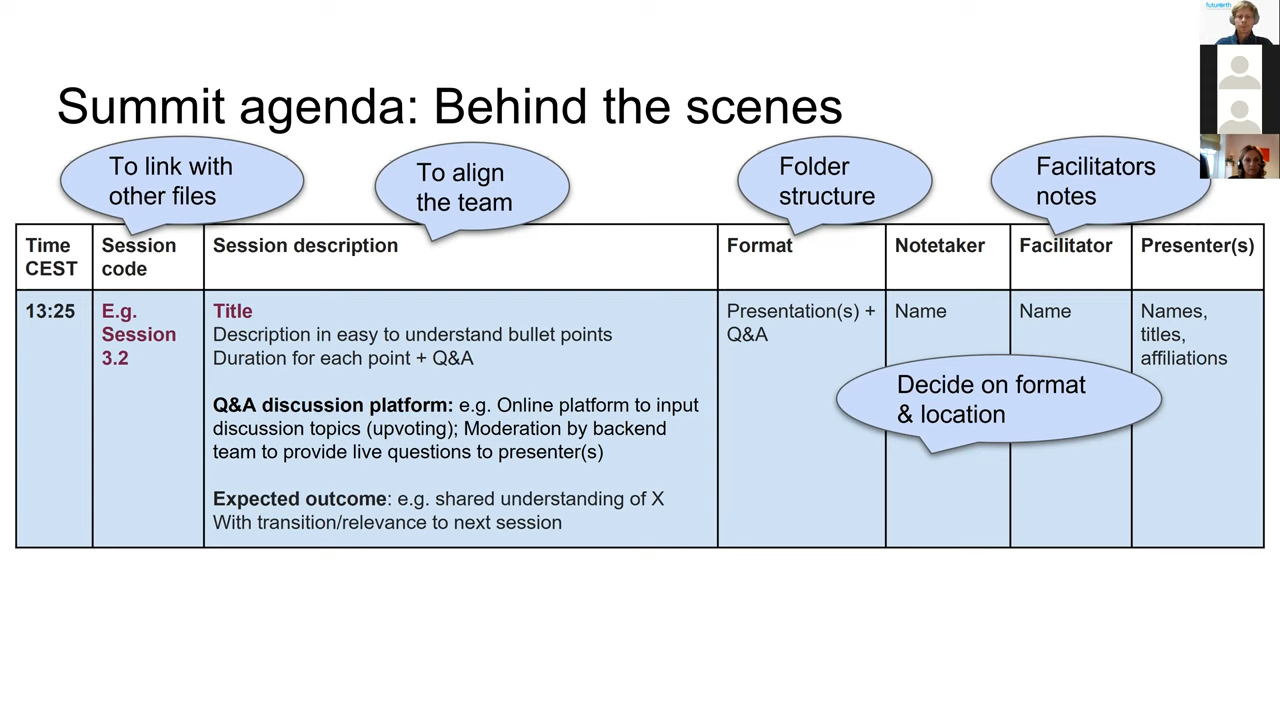 futurerth
Summit agenda: Behind the scenes
To link with
other files
To align
the team
Folder
structure
Facilitators
notes
Time
CEST
Session
code
Session description
Format
Notetaker
Facilitator
Presenter(s)
13:25
E.g.
Session
3.2
Title
Description in easy to understand bullet points
Duration for each point + Q&A
Q&A discussion platform: e.g. Online platform to input
discussion topics (upvoting); Moderation by backend
team to provide live questions to presenter(s)
Expected outcome: e.g. shared understanding of X
With transition/relevance to next session
Presentation(s) +
Q&A
Name
Name
Names,
titles,
affiliations
Decide on format
& location